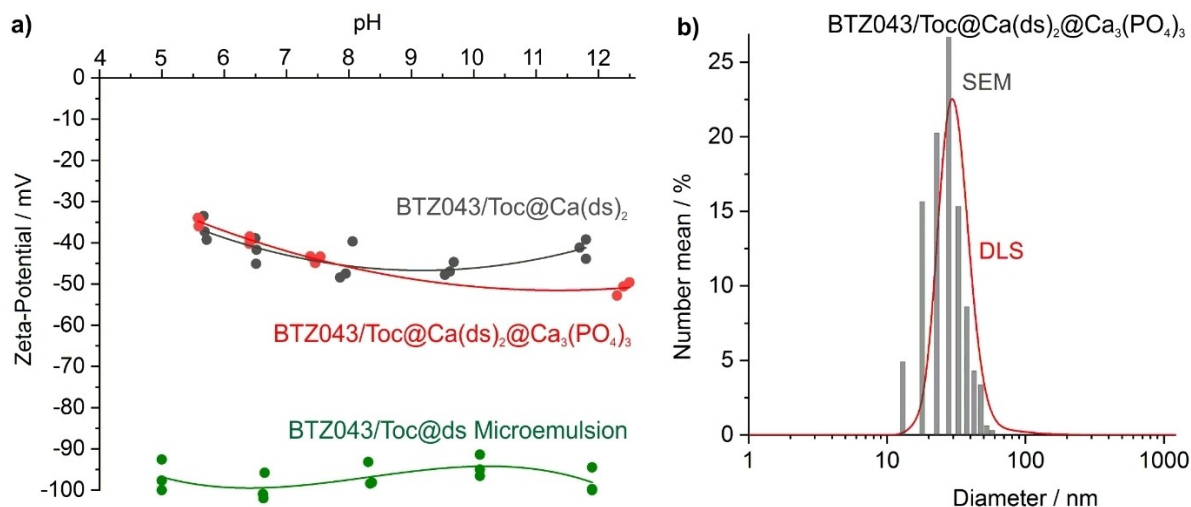 a)
pH
4 5 6 7 8 9 10 11 12
0
-10
-20
-30
-40
-50
-60
-70
-80
-90
-100
Zeta-Potential / mV
BTZ043/Toc@Ca(ds)₂
BTZ043/Toc@Ca(ds)₂@Ca₃(PO₄)₃
BTZ043/Toc@ds Microemulsion
b)
BTZ043/Toc@Ca(ds)₂@Ca₃(PO₄)₃
SEM
DLS
25
20
15
10
5
0
Number mean / %
1 10 100 1000
Diameter / nm